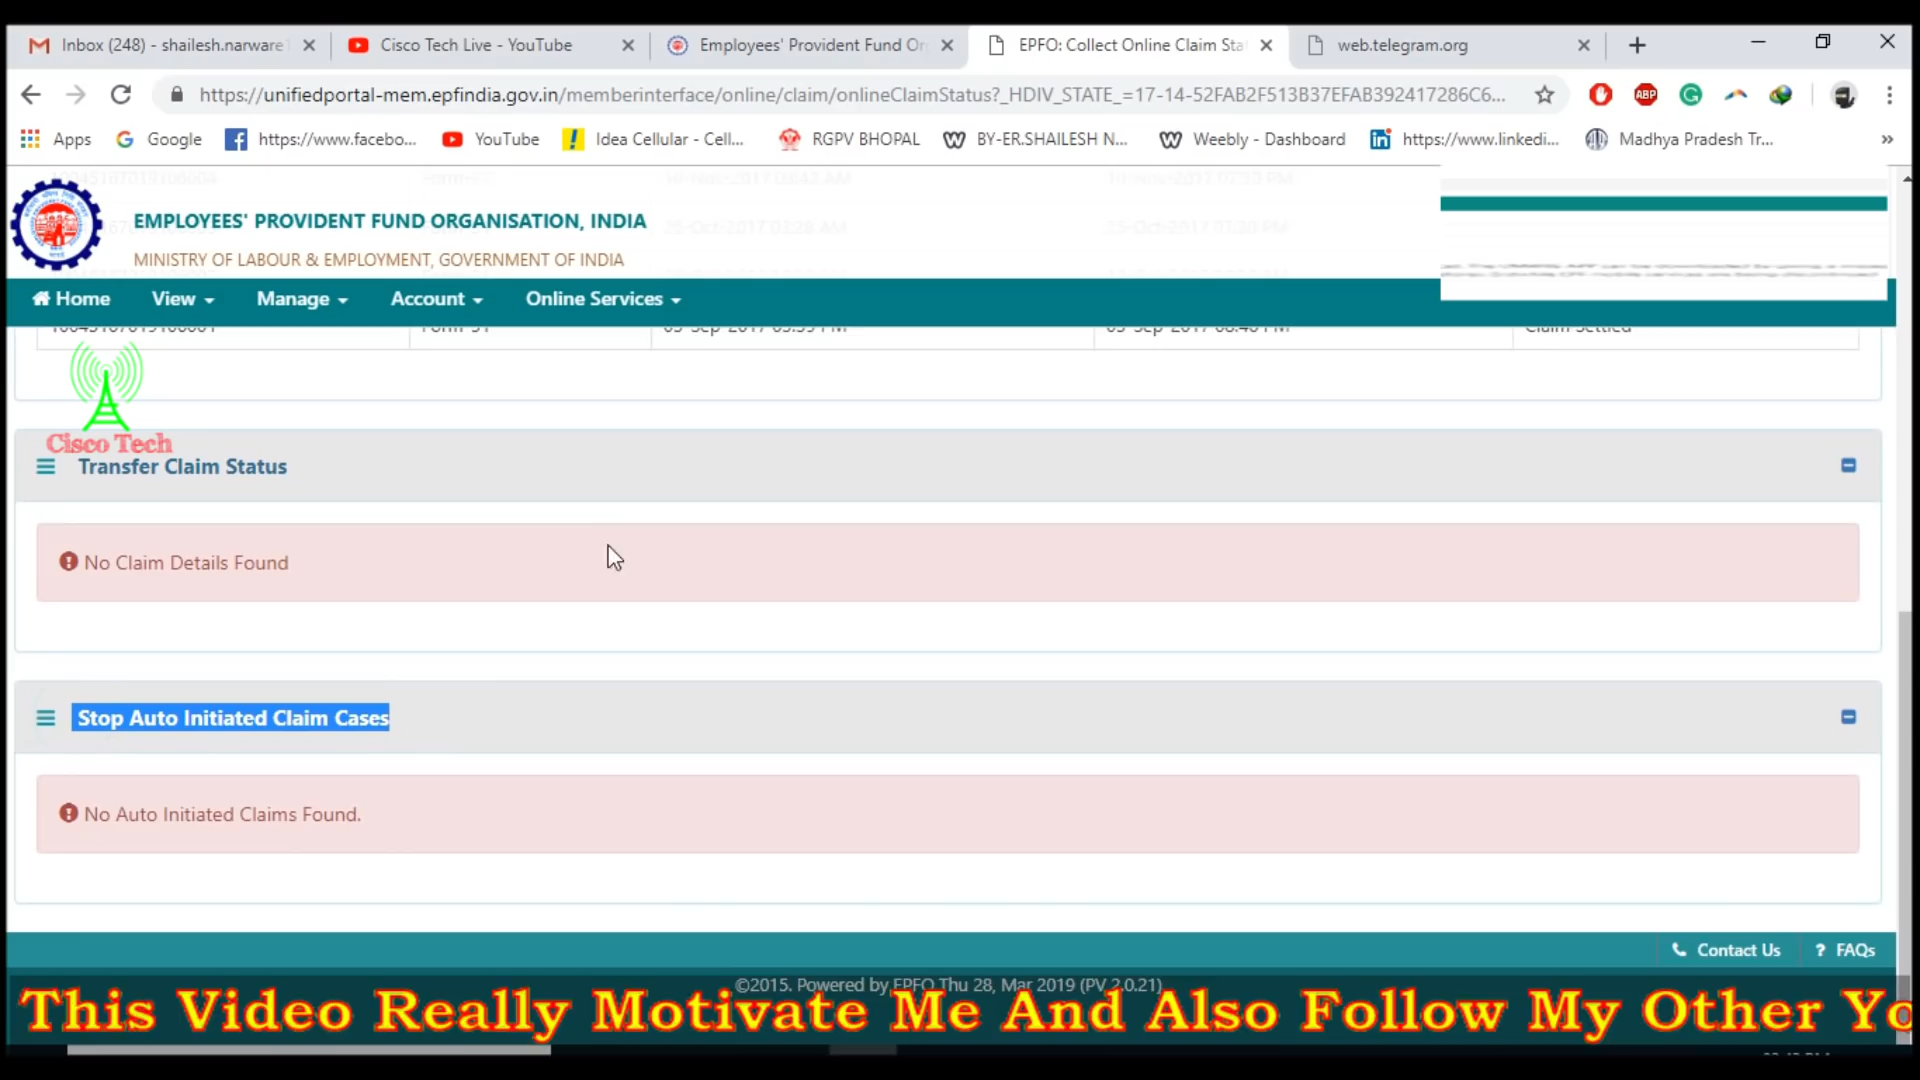 Inbox (248) - shailesh.narware
Cisco Tech Live - YouTube
Employees' Provident Fund Or
EPFO: Collect Online Claim Sta
web.telegram.org
https://unifiedportal-mem.epfindia.gov.in/memberinterface/online/claim/onlineClaimStatus?_HDIV_STATE_=17-14-52FAB2F513B37EFAB392417286C6...
ABP
Apps
Google
https://www.facebo...
YouTube
Idea Cellular - Cell...
RGPV BHOPAL
BY-ER.SHAILESH N...
Weebly - Dashboard
https://www.linkedi...
Madhya Pradesh Tr...
EMPLOYEES' PROVIDENT FUND ORGANISATION, INDIA
MINISTRY OF LABOUR & EMPLOYMENT, GOVERNMENT OF INDIA
Home View Manage Account Online Services
Claim Settled
Cisco Tech
Transfer Claim Status
No Claim Details Found
Stop Auto Initiated Claim Cases
No Auto Initiated Claims Found.
Contact Us ? FAQs
©2015. Powered by EPFO Thu 28, Mar 2019 (PV 2.0.21)
This Video Really Motivate Me And Also Follow My Other Yo